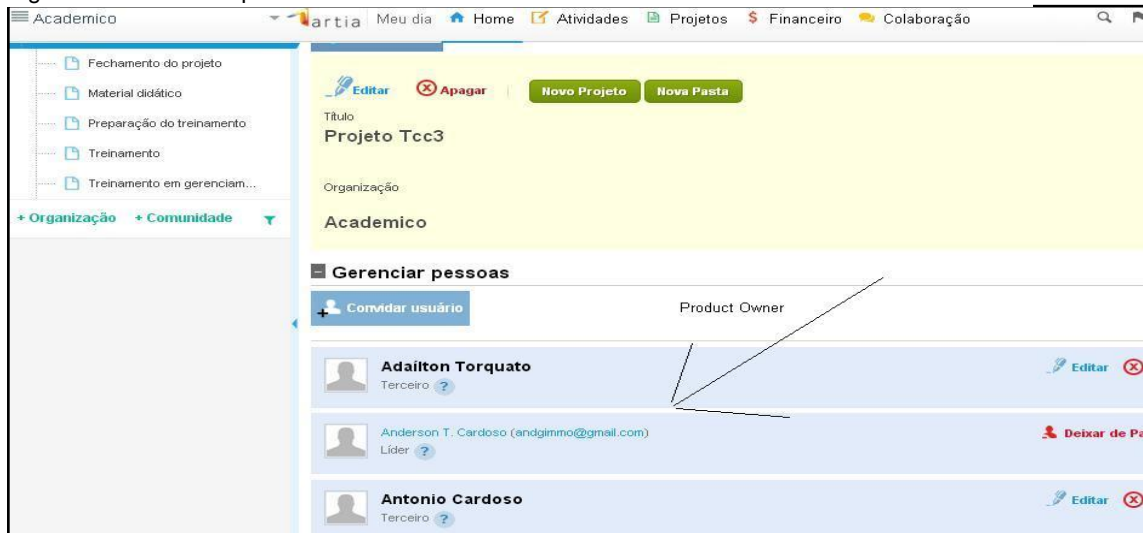 Academico
artia Meu dia Home Atividades Projetos $ Financeiro Colaboração
Fechamento do projeto
Material didático
Preparação do treinamento
Treinamento
Treinamento em gerenciam...
+ Organização + Comunidade
Editar Apagar Novo Projeto Nova Pasta
Título
Projeto Tcc3
Organização
Academico
Gerenciar pessoas
Convidar usuário Product Owner
Adaílton Torquato Editar
Terceiro ?
Anderson T. Cardoso (andgimmo@gmail.com) Deixar de Pa
Líder ?
Antonio Cardoso Editar
Terceiro ?